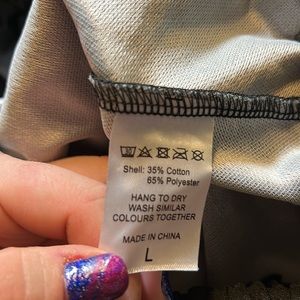 Shell: 35% Cotton
65% Polyester
HANG TO DRY
WASH SIMILAR
COLOURS TOGETHER
MADE IN CHINA
L